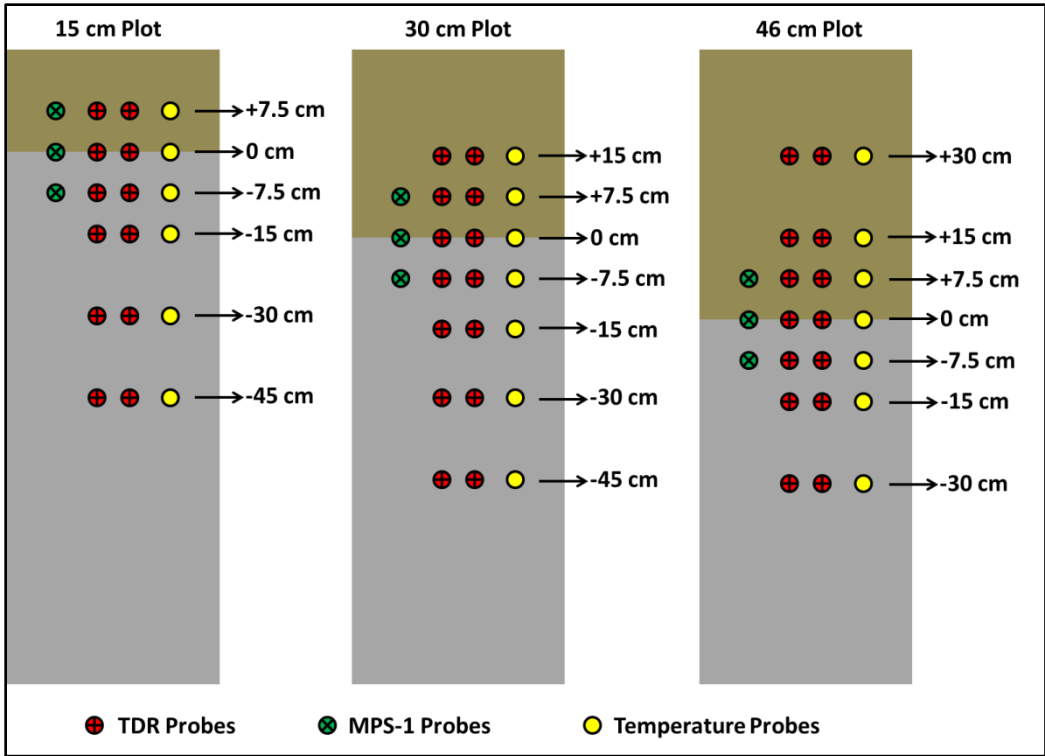 15 cm Plot
30 cm Plot
46 cm Plot
+7.5 cm
0 cm
-7.5 cm
-15 cm
-30 cm
-45 cm
+15 cm
+7.5 cm
0 cm
-7.5 cm
-15 cm
-30 cm
-45 cm
+30 cm
+15 cm
+7.5 cm
0 cm
-7.5 cm
-15 cm
-30 cm
TDR Probes
MPS-1 Probes
Temperature Probes